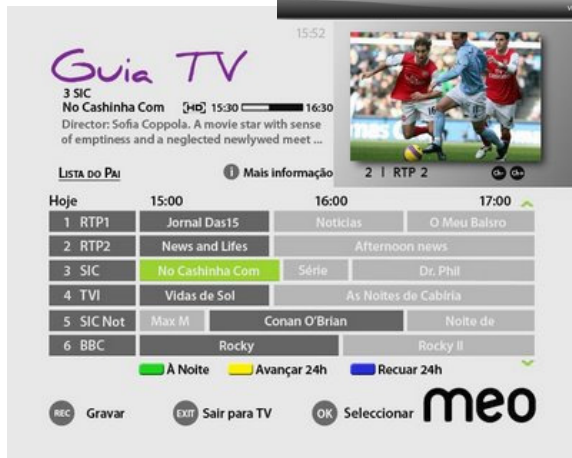 15:52
Guia TV
3 SIC
No Cashinha Com [HD] 15:30 16:30
Director: Sofia Coppola. A movie star with sense
of emptiness and a neglected newlywed meet ...
LISTA DO PAI i Mais informação
2 | RTP 2 Ch- Ch+
Hoje 15:00 16:00 17:00
1 RTP1 Jornal Das15 Noticias O Meu Balsro
2 RTP2 News and Lifes Afternoon news
3 SIC No Cashinha Com Série Dr. Phil
4 TVI Vidas de Sol As Noites de Cabíria
5 SIC Not Max M Conan O'Brian Noite de
6 BBC Rocky Rocky II
À Noite Avançar 24h Recuar 24h
REC Gravar EXIT Sair para TV OK Seleccionar meo